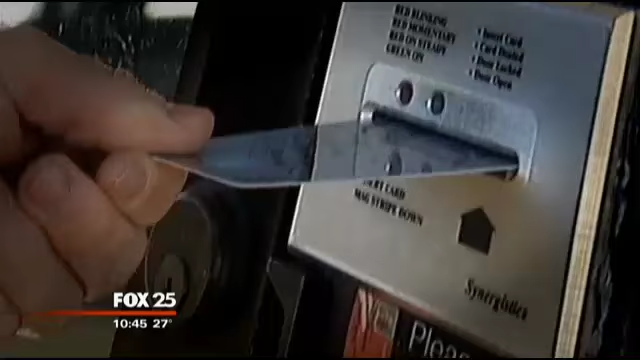 RED BLINKING
RED MOMENTARY
RED ON STEADY
GREEN ON
• Insert Card
• Card Denied
• Door Locked
• Door Open
CARD
MAG STRIPE DOWN
Synergistics
FOX 25
10:45 27°